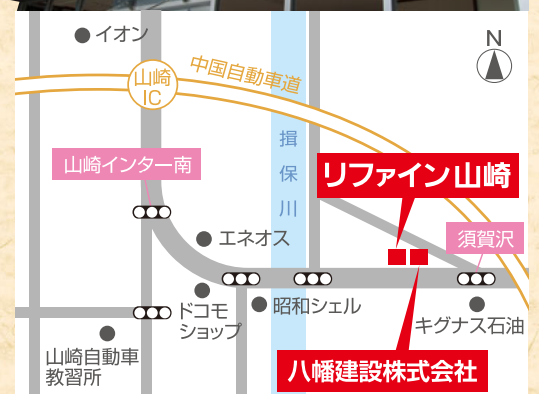 イオン
N
中国自動車道
山崎
IC
揖保川
山崎インター南
リファイン山崎
須賀沢
エネオス
ドコモ
ショップ
昭和シェル
キグナス石油
山崎自動車
教習所
八幡建設株式会社